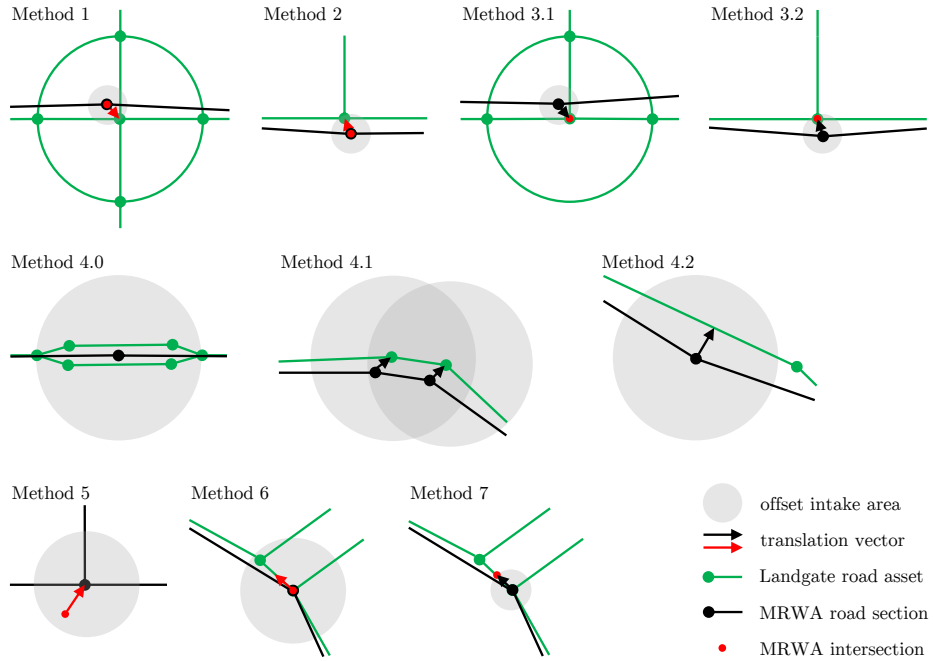 Method 1
Method 2
Method 3.1
Method 3.2
Method 4.0
Method 4.1
Method 4.2
Method 5
Method 6
Method 7
offset intake area
translation vector
Landgate road asset
MRWA road section
MRWA intersection